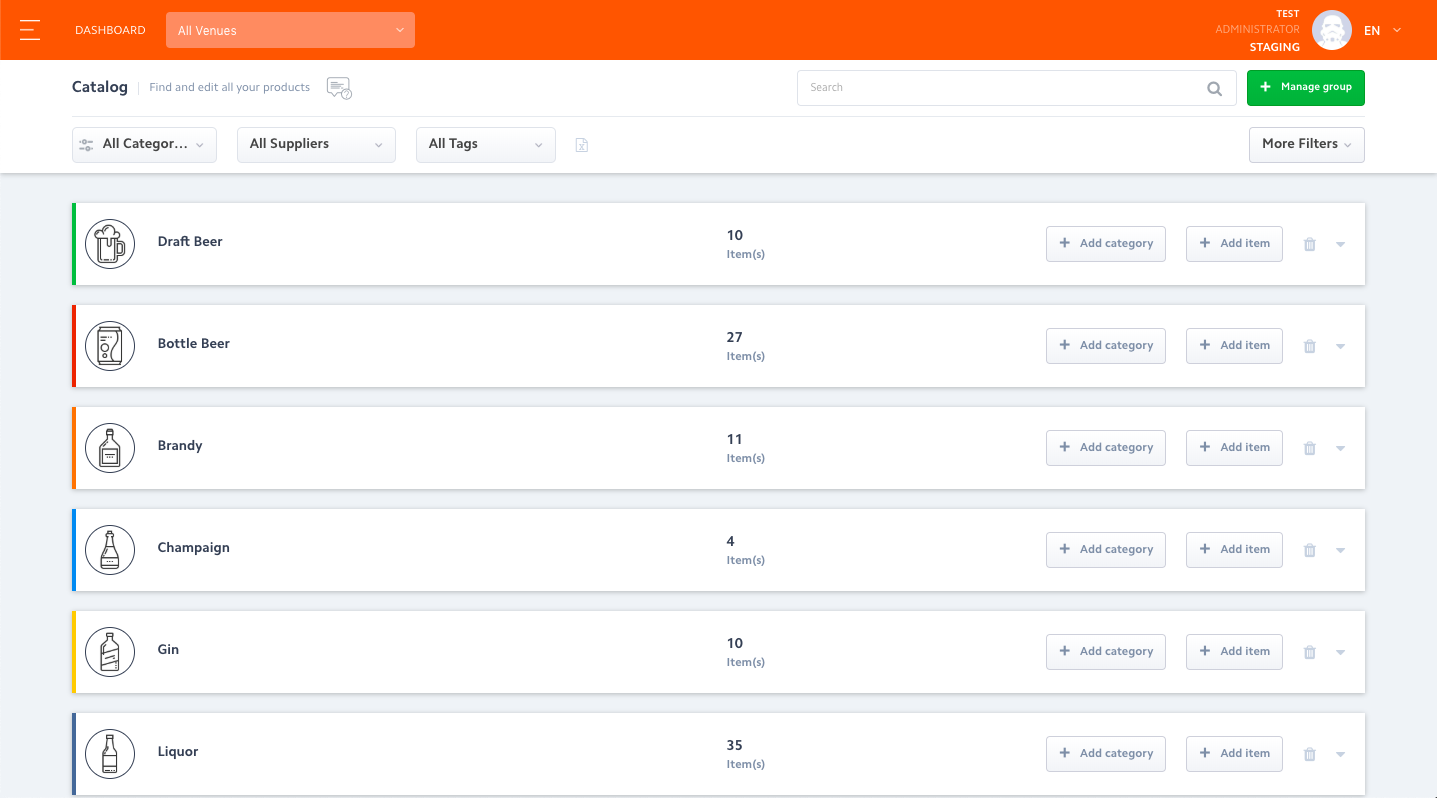 DASHBOARD
All Venues
TEST
ADMINISTRATOR
STAGING
EN
Catalog
Find and edit all your products
Search
+ Manage group
All Categor...
All Suppliers
All Tags
More Filters
Draft Beer
10
Item(s)
+ Add category
+ Add item
Bottle Beer
27
Item(s)
+ Add category
+ Add item
Brandy
11
Item(s)
+ Add category
+ Add item
Champaign
4
Item(s)
+ Add category
+ Add item
Gin
10
Item(s)
+ Add category
+ Add item
Liquor
35
Item(s)
+ Add category
+ Add item